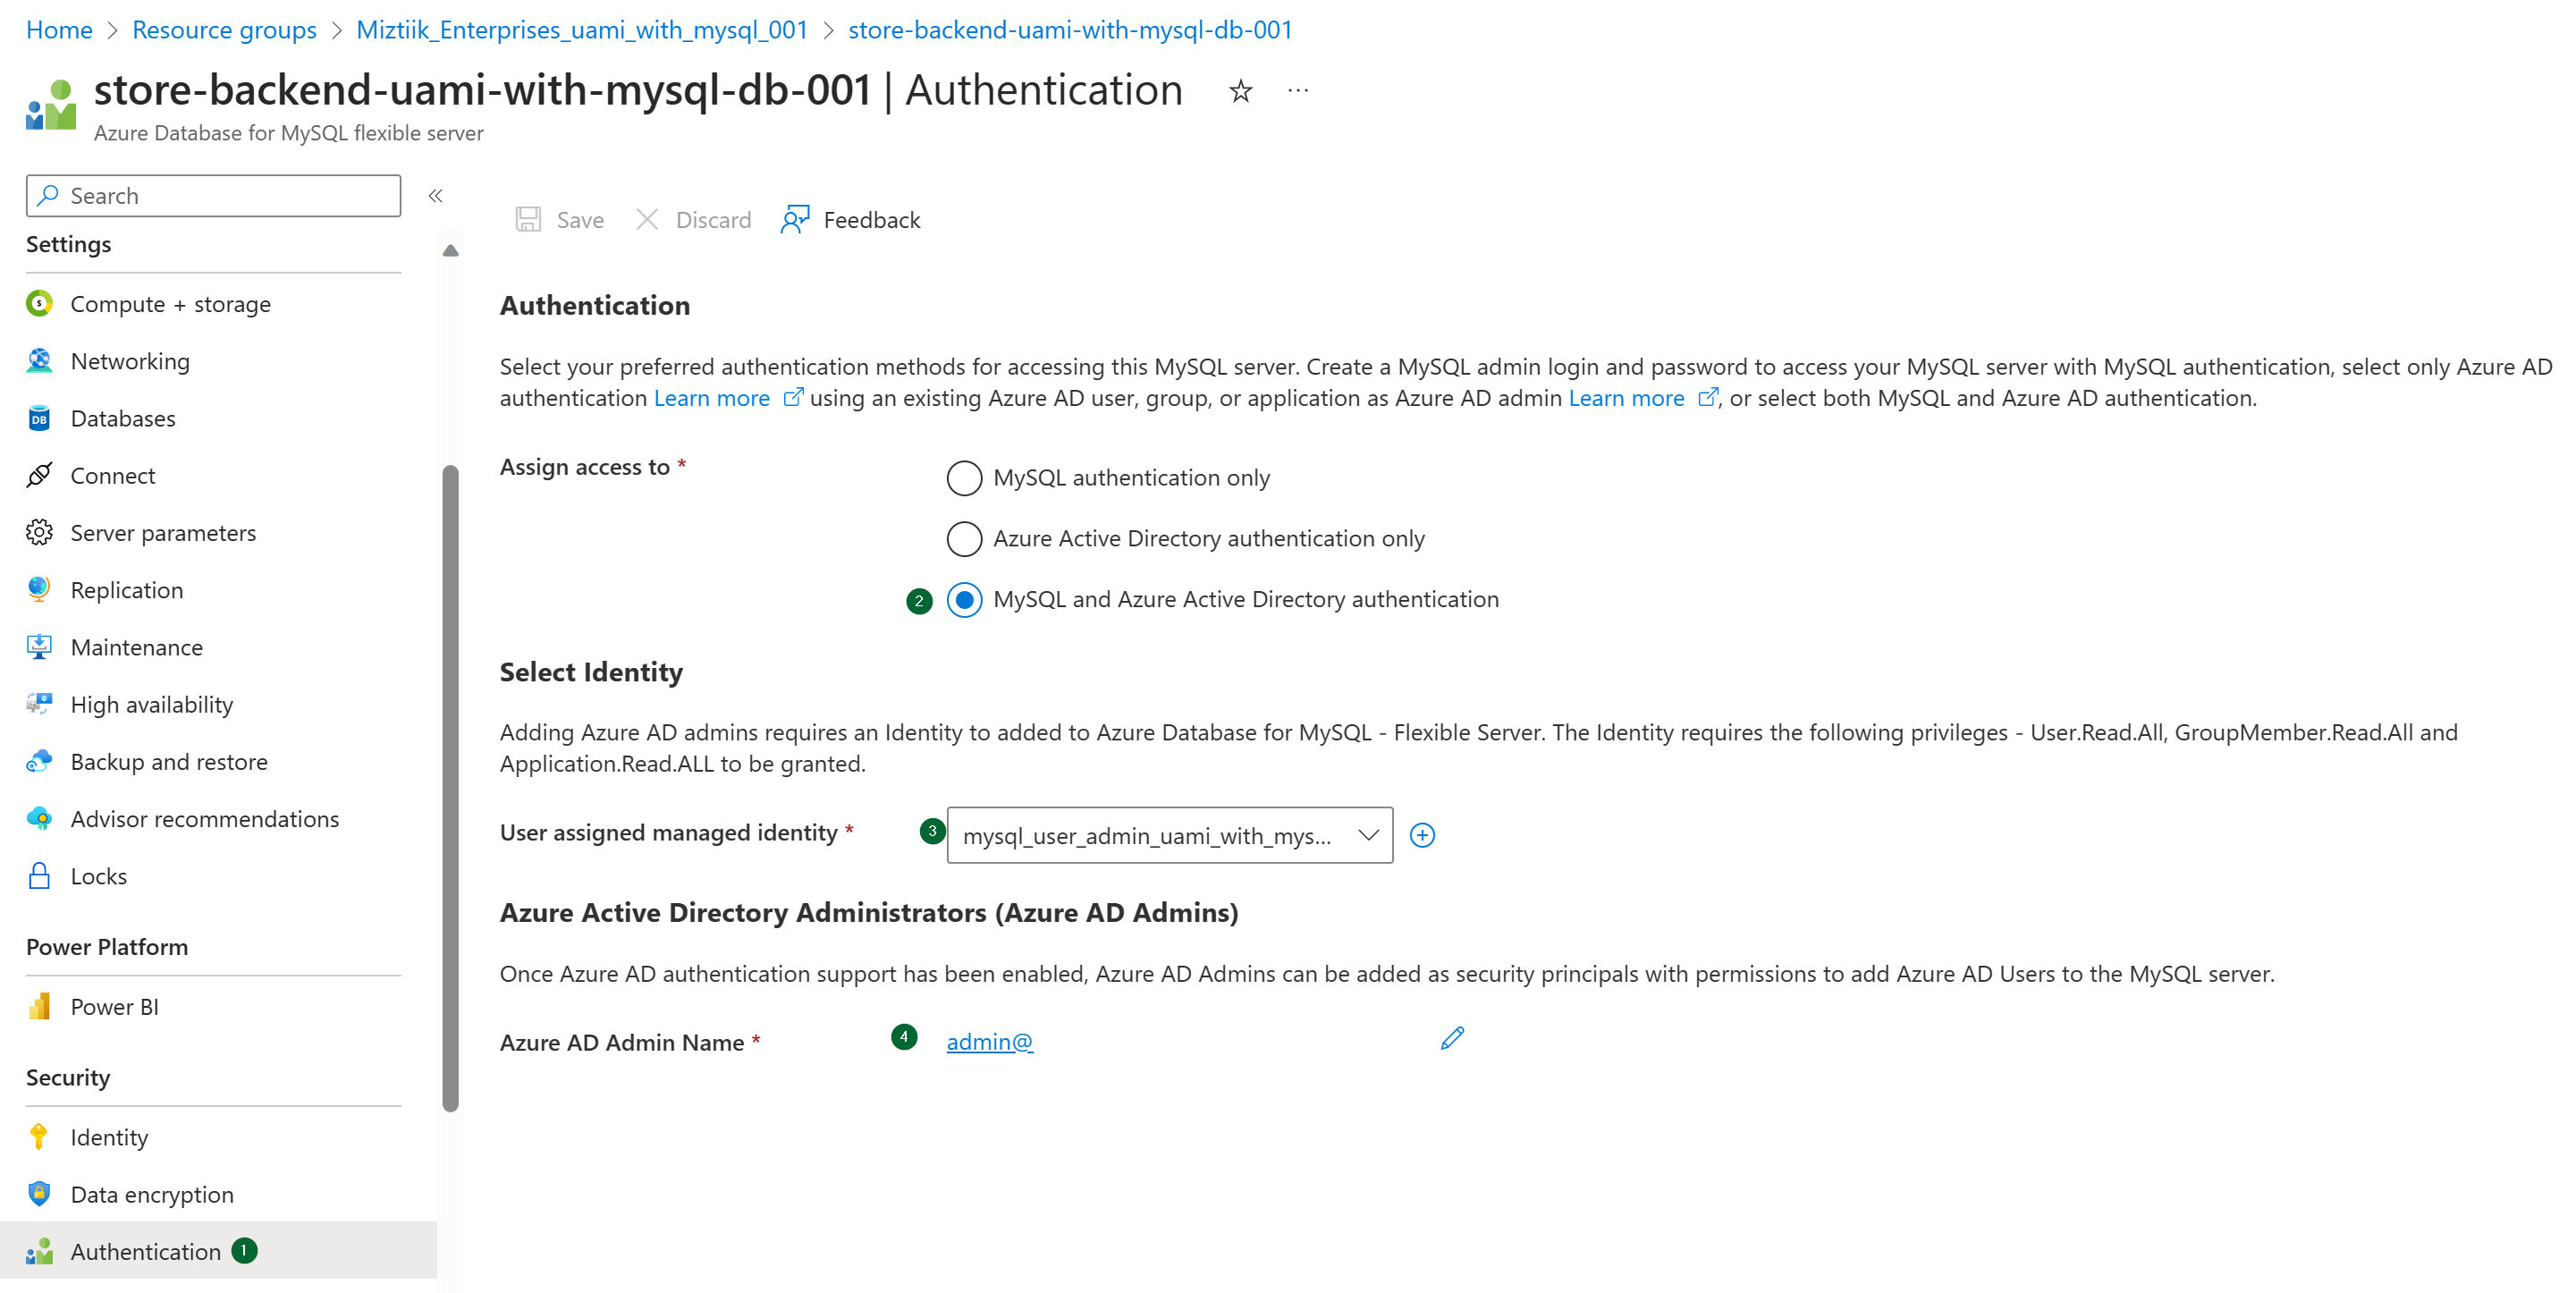 Home > Resource groups > Miztiik_Enterprises_uami_with_mysql_001 > store-backend-uami-with-mysql-db-001
store-backend-uami-with-mysql-db-001 | Authentication ☆ ...
Azure Database for MySQL flexible server
Search «
Settings
Compute + storage
Networking
Databases
Connect
Server parameters
Replication
Maintenance
High availability
Backup and restore
Advisor recommendations
Locks
Power Platform
Power BI
Security
Identity
Data encryption
Authentication 1
Save Discard Feedback
Authentication
Select your preferred authentication methods for accessing this MySQL server. Create a MySQL admin login and password to access your MySQL server with MySQL authentication, select only Azure AD
authentication Learn more using an existing Azure AD user, group, or application as Azure AD admin Learn more , or select both MySQL and Azure AD authentication.
Assign access to *
MySQL authentication only
Azure Active Directory authentication only
2 MySQL and Azure Active Directory authentication
Select Identity
Adding Azure AD admins requires an Identity to added to Azure Database for MySQL - Flexible Server. The Identity requires the following privileges - User.Read.All, GroupMember.Read.All and
Application.Read.ALL to be granted.
User assigned managed identity * 3 mysql_user_admin_uami_with_mys...
Azure Active Directory Administrators (Azure AD Admins)
Once Azure AD authentication support has been enabled, Azure AD Admins can be added as security principals with permissions to add Azure AD Users to the MySQL server.
Azure AD Admin Name * 4 admin@